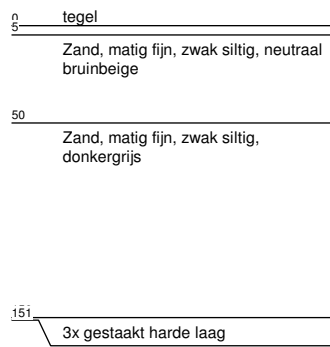 0 tegel
5
Zand, matig fijn, zwak siltig, neutraal
bruinbeige
50
Zand, matig fijn, zwak siltig,
donkergrijs
151
3x gestaakt harde laag